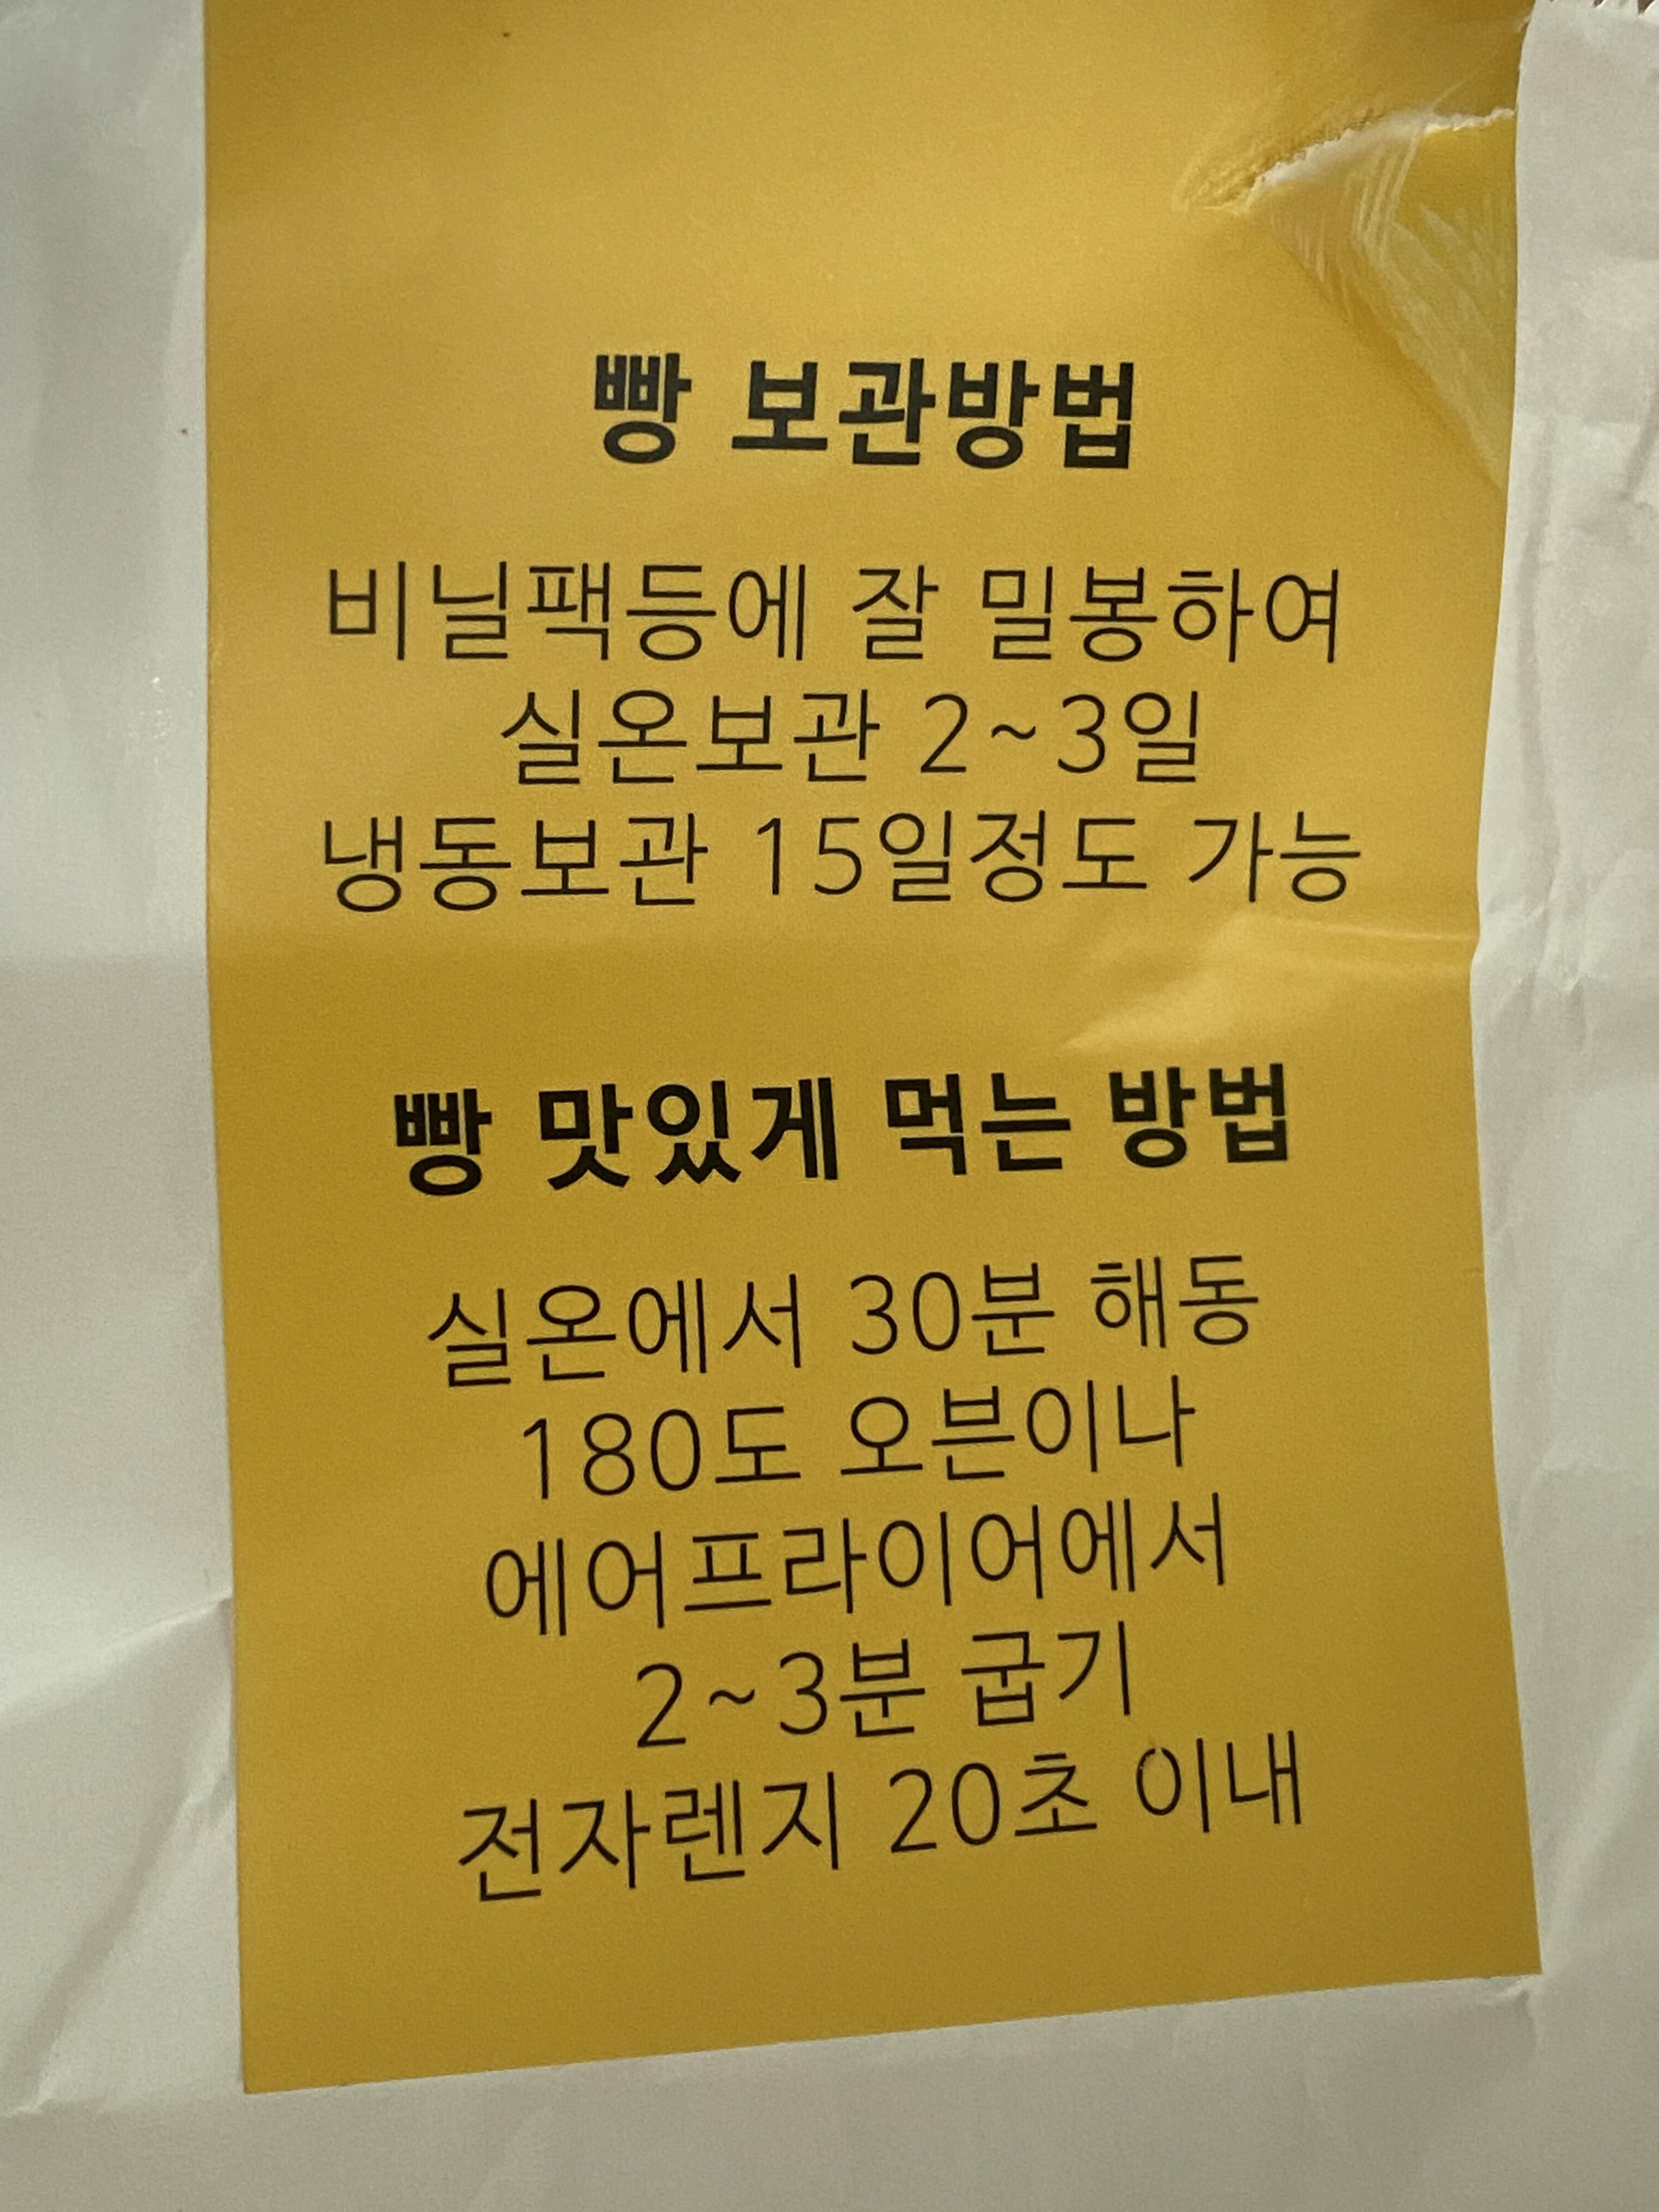 빵 보관방법
비닐팩등에 잘 밀봉하여
실온보관 2~3일
냉동보관 15일정도 가능
빵 맛있게 먹는 방법
실온에서 30분 해동
180도 오븐이나
에어프라이어에서
2~3분 굽기
전자렌지 20초 이내